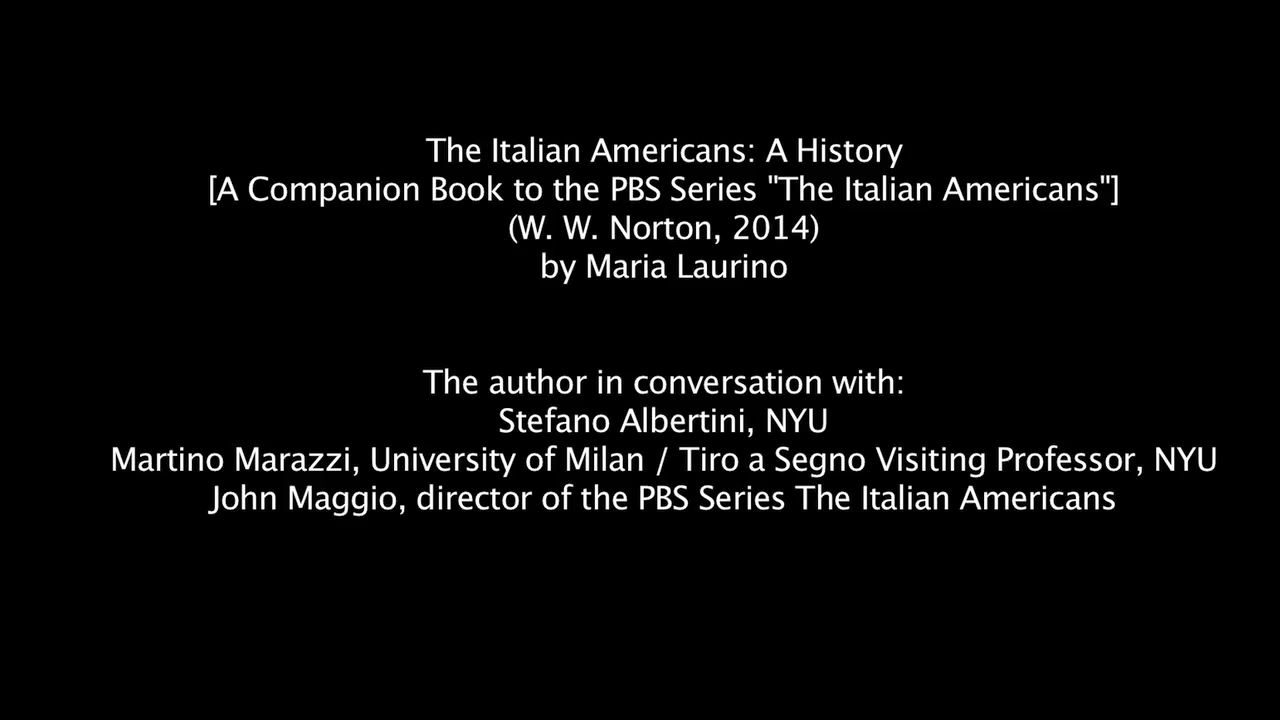 The Italian Americans: A History
[A Companion Book to the PBS Series "The Italian Americans"]
(W. W. Norton, 2014)
by Maria Laurino
The author in conversation with:
Stefano Albertini, NYU
Martino Marazzi, University of Milan / Tiro a Segno Visiting Professor, NYU
John Maggio, director of the PBS Series The Italian Americans